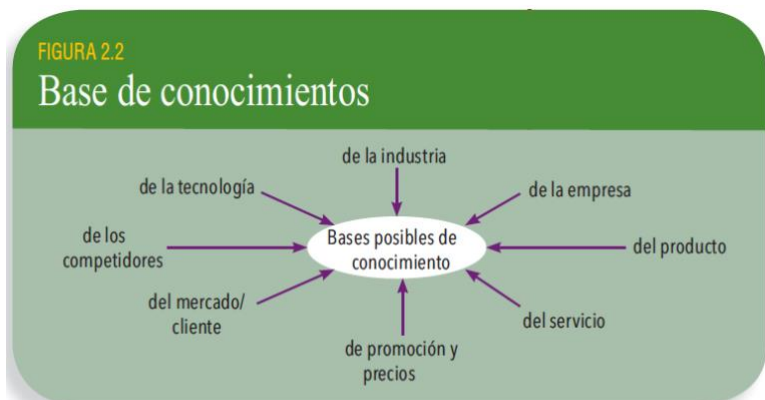 FIGURA 2.2
Base de conocimientos
de la industria
de la tecnología
de la empresa
de los
competidores
Bases posibles de
conocimiento
del producto
del mercado/
cliente
del servicio
de promoción y
precios